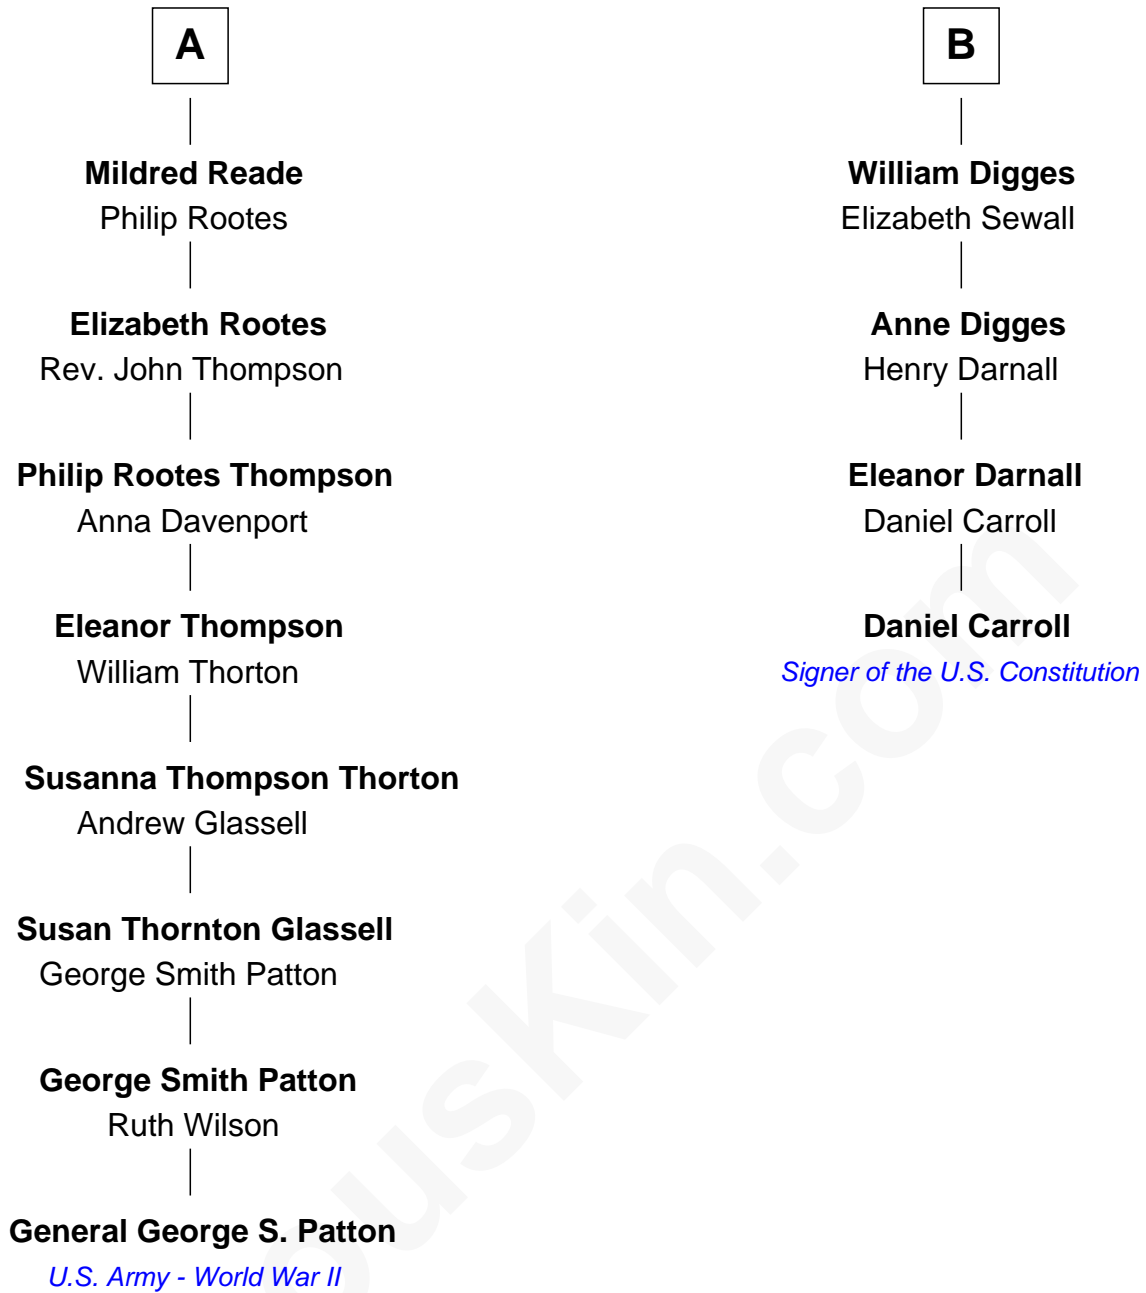 A
Mildred Reade
Philip Rootes
Elizabeth Rootes
Rev. John Thompson
Philip Rootes Thompson
Anna Davenport
Eleanor Thompson
William Thorton
Susanna Thompson Thorton
Andrew Glassell
Susan Thornton Glassell
George Smith Patton
George Smith Patton
Ruth Wilson
General George S. Patton
U.S. Army - World War II
B
William Digges
Elizabeth Sewall
Anne Digges
Henry Darnall
Eleanor Darnall
Daniel Carroll
Daniel Carroll
Signer of the U.S. Constitution
ousKin.com